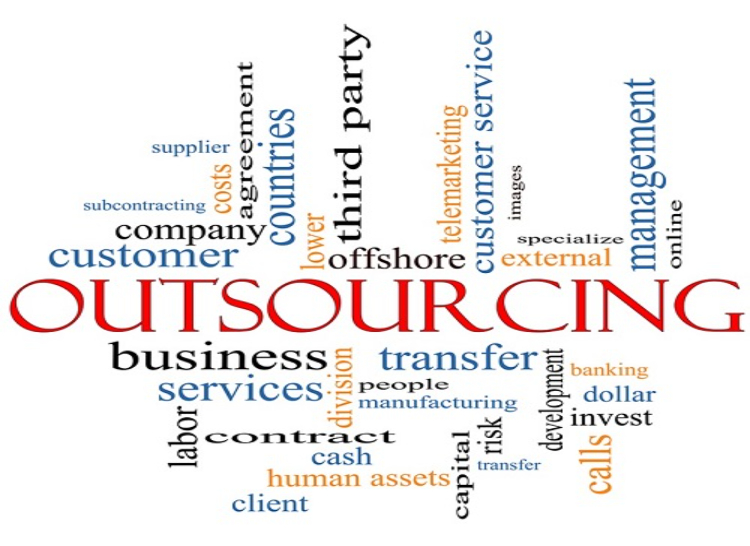 third party
customer service
agreement
management
telemarketing
countries
supplier
costs
images
subcontracting
online
lower
company
specialize
customer
offshore
external
OUTSOURCING
business
division
transfer
development
banking
services
people
dollar
manufacturing
labor
invest
risk
contract
calls
capital
cash
transfer
human assets
client